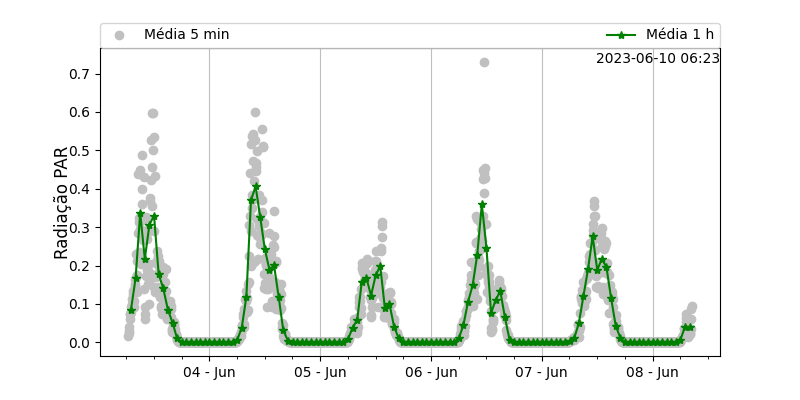 Média 5 min
Média 1 h
2023-06-10 06:23
Radiação PAR
0.7
0.6
0.5
0.4
0.3
0.2
0.1
0.0
04 - Jun
05 - Jun
06 - Jun
07 - Jun
08 - Jun